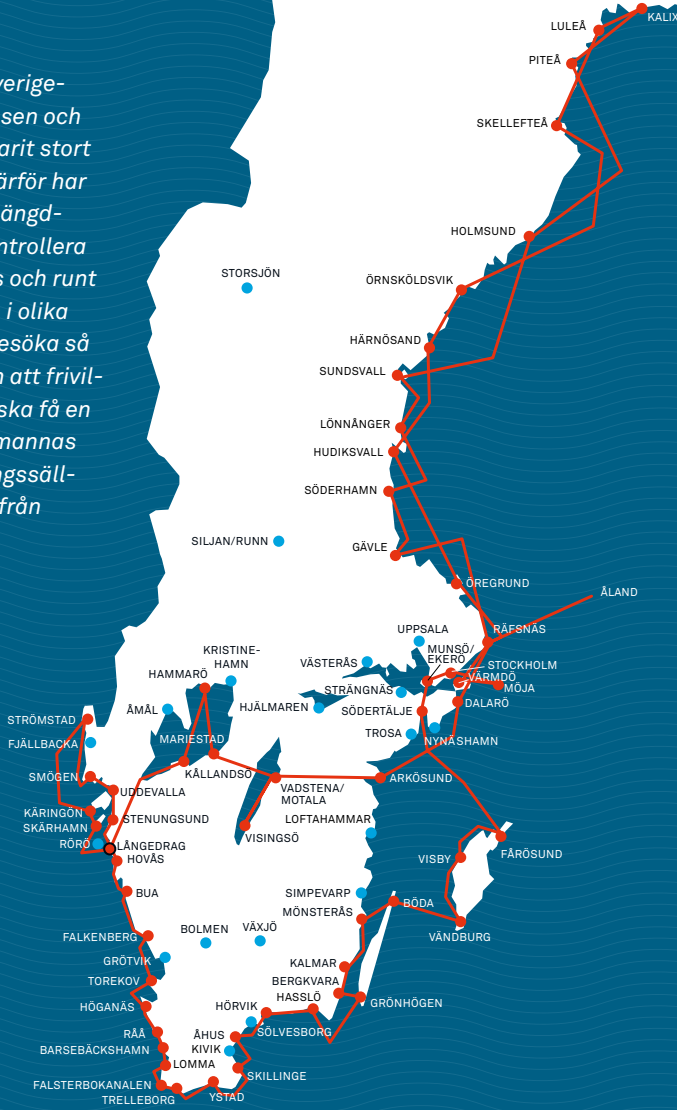 verige-
sen och
arit stort
ärför har
ängd-
ntrollera
s och runt
i olika
esöka så
n att frivil-
ska få en
mannas
ngssäll-
från
KALIX
LULEÅ
PITEÅ
SKELLEFTEÅ
HOLMSUND
STORSJÖN
ÖRNSKÖLDSVIK
HÄRNÖSAND
SUNDSVALL
LÖNNÅNGER
HUDIKSVALL
SÖDERHAMN
SILJAN/RUNN
GÄVLE
ÖREGRUND
ÅLAND
RÄFSNÄS
UPPSALA
MUNSÖ/
EKERÖ
KRISTINE-
HAMN
VÄSTERÅS
STOCKHOLM
HAMMARÖ
VÄRMDÖ
STRÄNGNÄS
MÖJA
DALARÖ
ÅMÅL
HJÄLMAREN
SÖDERTÄLJE
STRÖMSTAD
TROSA
NYNÄSHAMN
FJÄLLBACKA
MARIESTAD
SMÖGEN
KÅLLANDSÖ
ARKÖSUND
UDDEVALLA
VADSTENA/
MOTALA
KÄRINGÖN
STENUNGSUND
LOFTAHAMMAR
SKÄRHAMN
VISINGSÖ
RÖRÖ
LÅNGEDRAG
HOVÅS
VISBY
FÅRÖSUND
BUA
SIMPEVARP
BÖDA
MÖNSTERÅS
FALKENBERG
BOLMEN
VÄXJÖ
VÄNDBURG
GRÖTVIK
KALMAR
TOREKOV
BERGKVARA
HASSLÖ
GRÖNHÖGEN
HÖGANÄS
HÖRVIK
RÅÅ
ÅHUS
SÖLVESBORG
BARSEBÄCKSHAMN
KIVIK
LOMMA
SKILLINGE
FALSTERBOKANALEN
TRELLEBORG
YSTAD